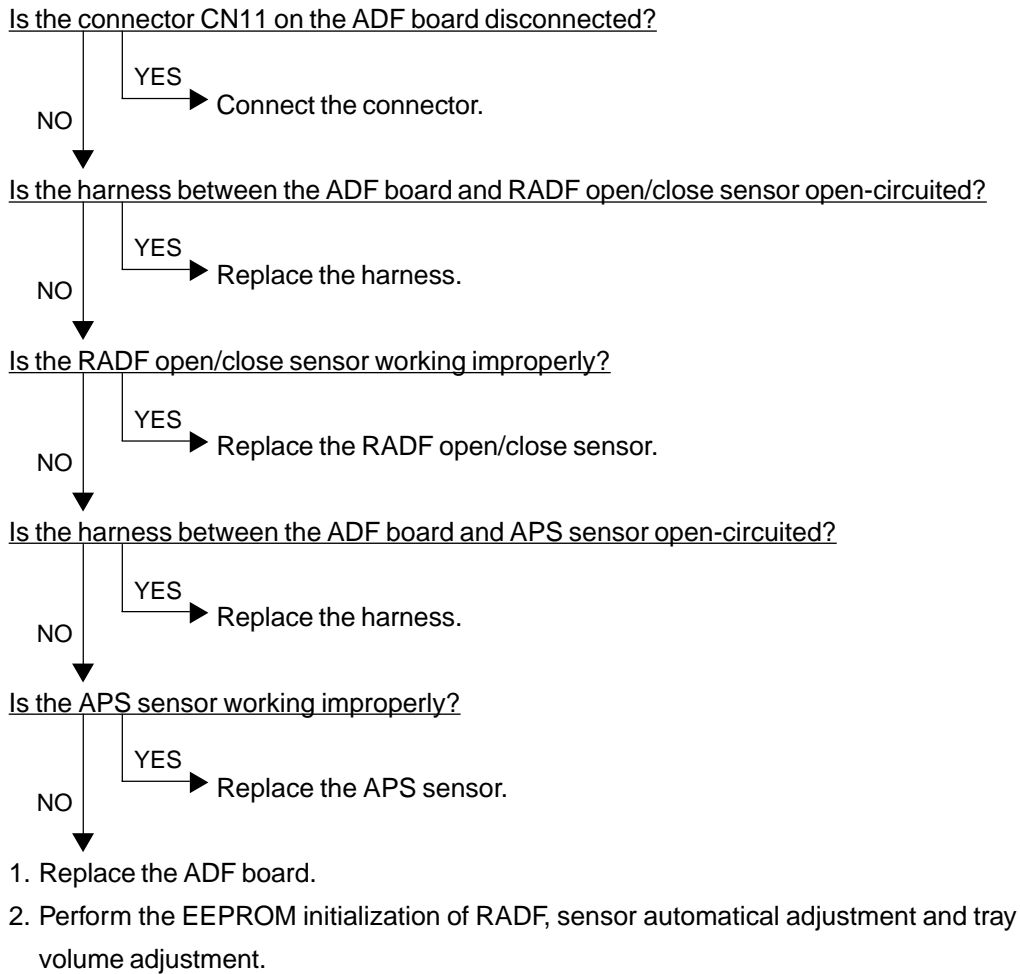 Is the connector CN11 on the ADF board disconnected?
YES
Connect the connector.
NO
Is the harness between the ADF board and RADF open/close sensor open-circuited?
YES
Replace the harness.
NO
Is the RADF open/close sensor working improperly?
YES
Replace the RADF open/close sensor.
NO
Is the harness between the ADF board and APS sensor open-circuited?
YES
Replace the harness.
NO
Is the APS sensor working improperly?
YES
Replace the APS sensor.
NO
1. Replace the ADF board.
2. Perform the EEPROM initialization of RADF, sensor automatical adjustment and tray
volume adjustment.